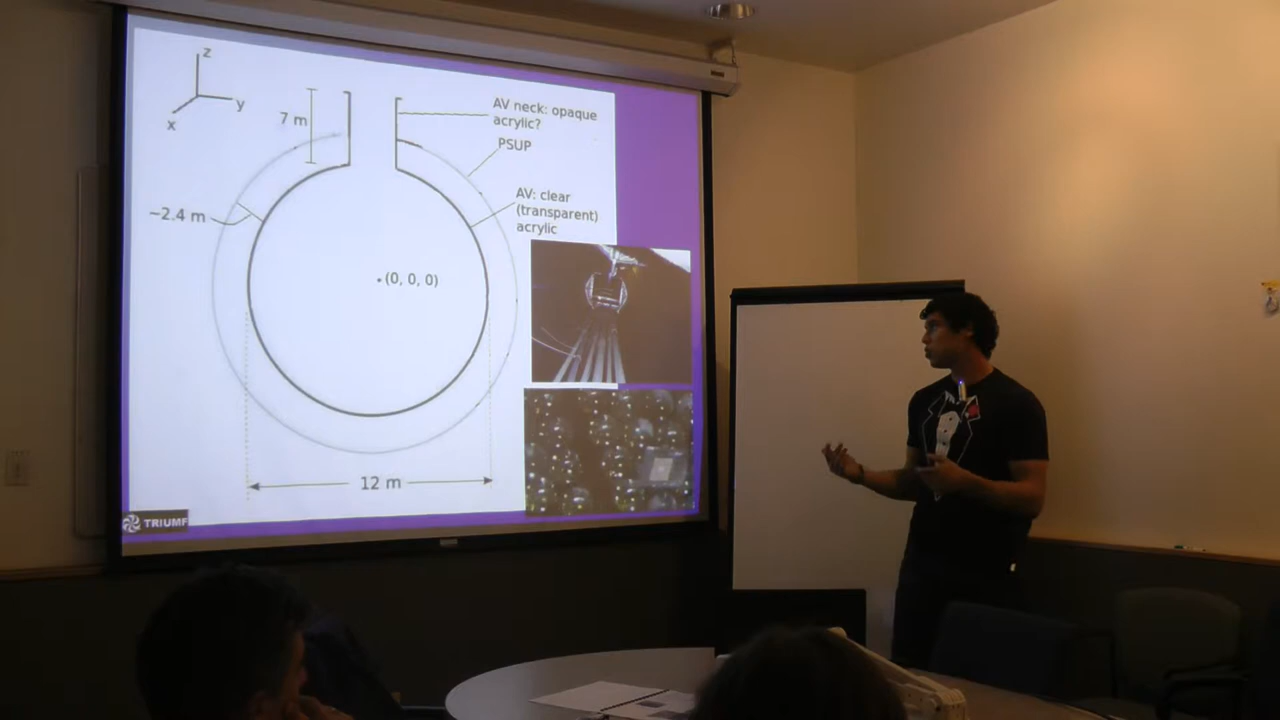 z
y
x
7 m
AV neck: opaque
acrylic?
PSUP
AV: clear
(transparent)
acrylic
~2.4 m
(0, 0, 0)
12 m
TRIUMF